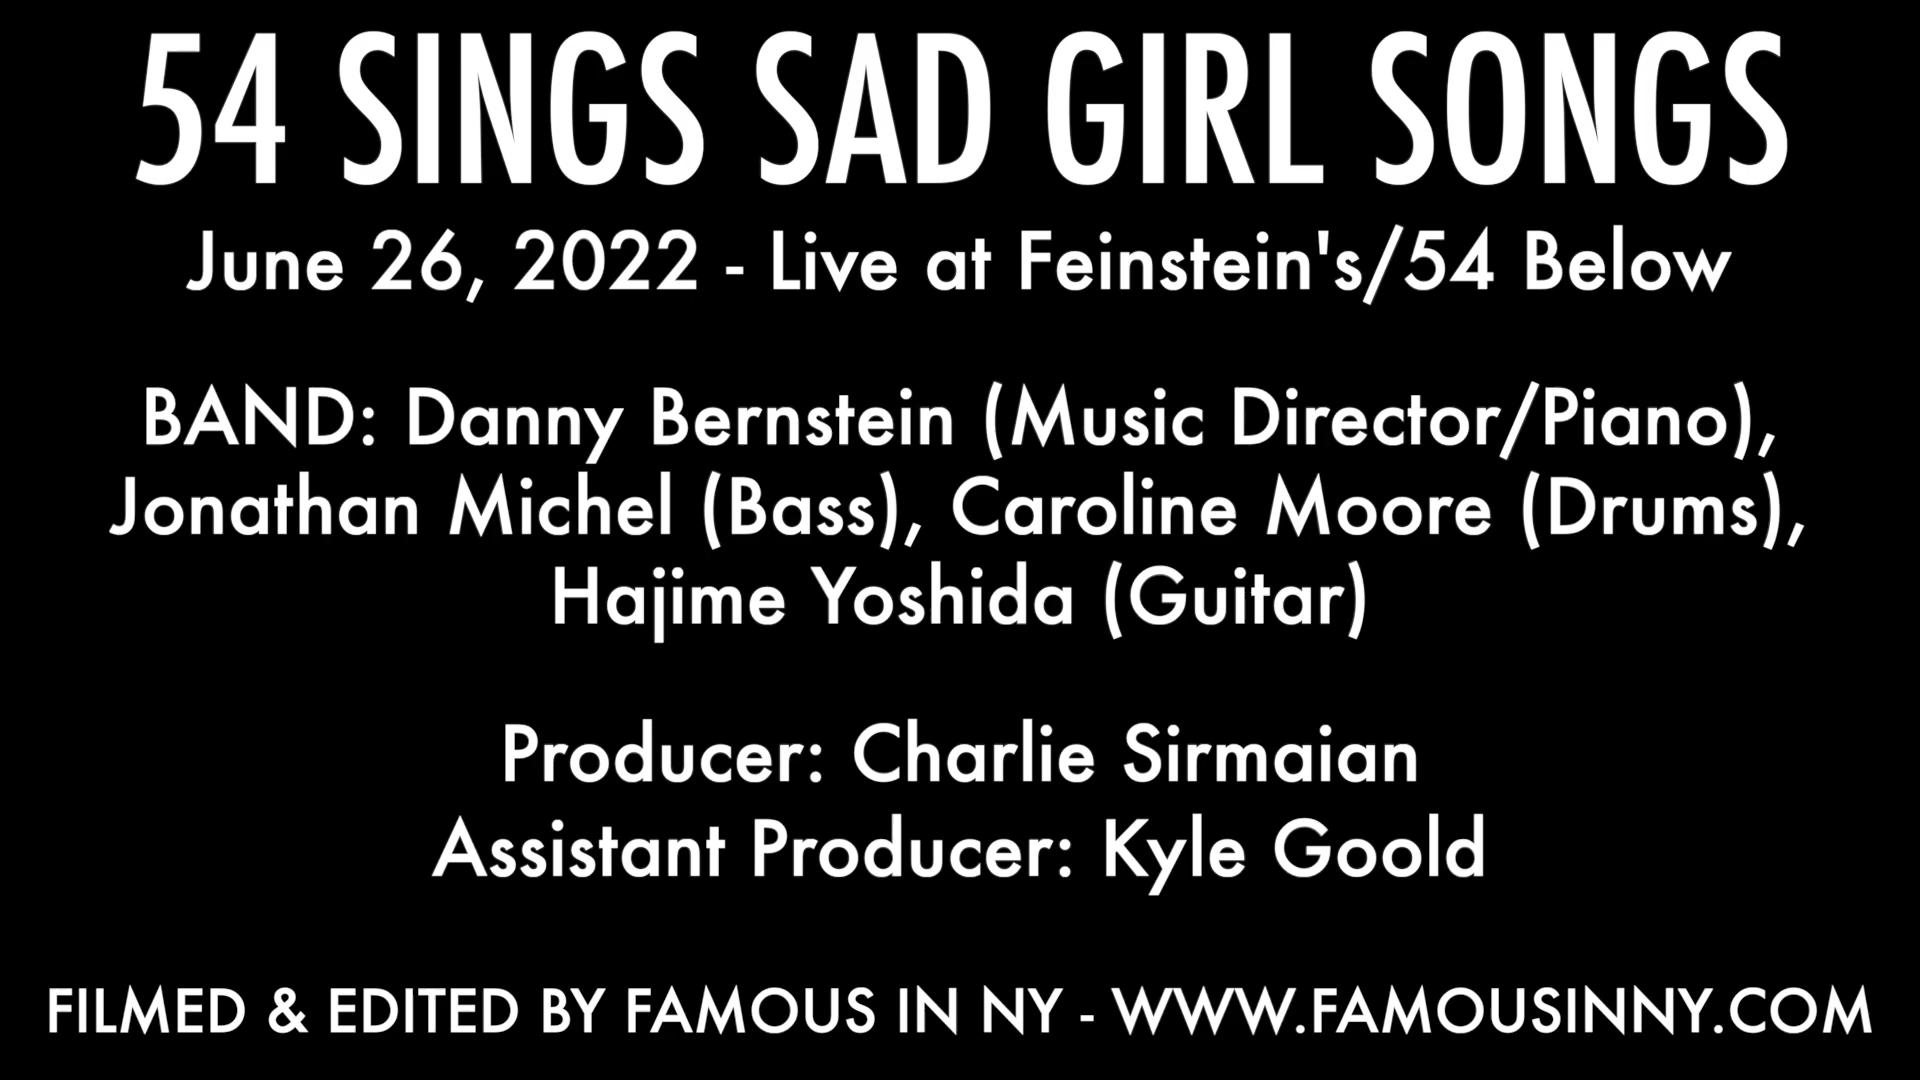 54 SINGS SAD GIRL SONGS
June 26, 2022 - Live at Feinstein's/54 Below
BAND: Danny Bernstein (Music Director/Piano),
Jonathan Michel (Bass), Caroline Moore (Drums),
Hajime Yoshida (Guitar)
Producer: Charlie Sirmaian
Assistant Producer: Kyle Goold
FILMED & EDITED BY FAMOUS IN NY - WWW.FAMOUSINNY.COM